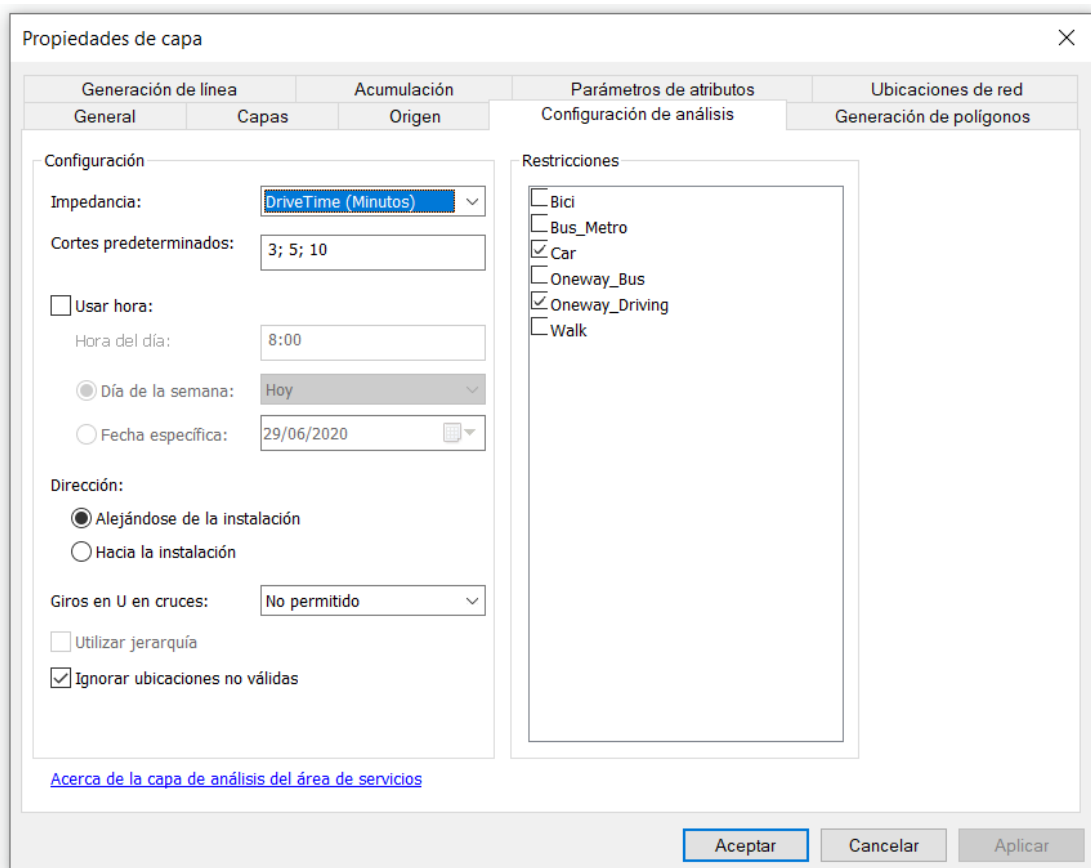 Propiedades de capa
Generación de línea Acumulación Parámetros de atributos Ubicaciones de red
General Capas Origen Configuración de análisis Generación de polígonos
Configuración
Impedancia: DriveTime (Minutos)
Cortes predeterminados: 3; 5; 10
Usar hora:
Hora del día: 8:00
Día de la semana: Hoy
Fecha específica: 29/06/2020
Dirección:
Alejándose de la instalación
Hacia la instalación
Giros en U en cruces: No permitido
Utilizar jerarquía
Ignorar ubicaciones no válidas
Restricciones
Bici
Bus_Metro
Car
Oneway_Bus
Oneway_Driving
Walk
Acerca de la capa de análisis del área de servicios
Aceptar Cancelar Aplicar